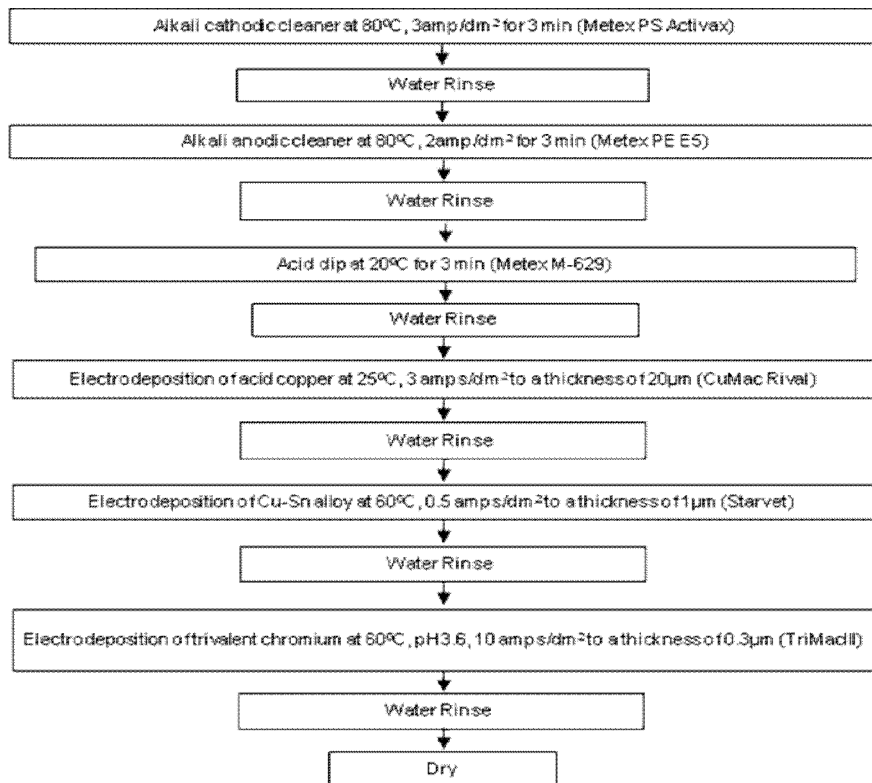 Alkali cathodic cleaner at 80ºC, 3amp/dm² for 3 min (Metex PS Activax)
Water Rinse
Alkali anodic cleaner at 80ºC, 2amp/dm² for 3 min (Metex PE E5)
Water Rinse
Acid dip at 20ºC for 3 min (Metex M-629)
Water Rinse
Electrodeposition of acid copper at 25ºC, 3 amps/dm² to a thickness of 20µm (CuMac Rival)
Water Rinse
Electrodeposition of Cu-Sn alloy at 60ºC, 0.5 amps/dm² to a thickness of 1µm (Starvet)
Water Rinse
Electrodeposition of trivalent chromium at 60ºC, pH3.6, 10 amps/dm² to a thickness of 0.3µm (TriMacIII)
Water Rinse
Dry